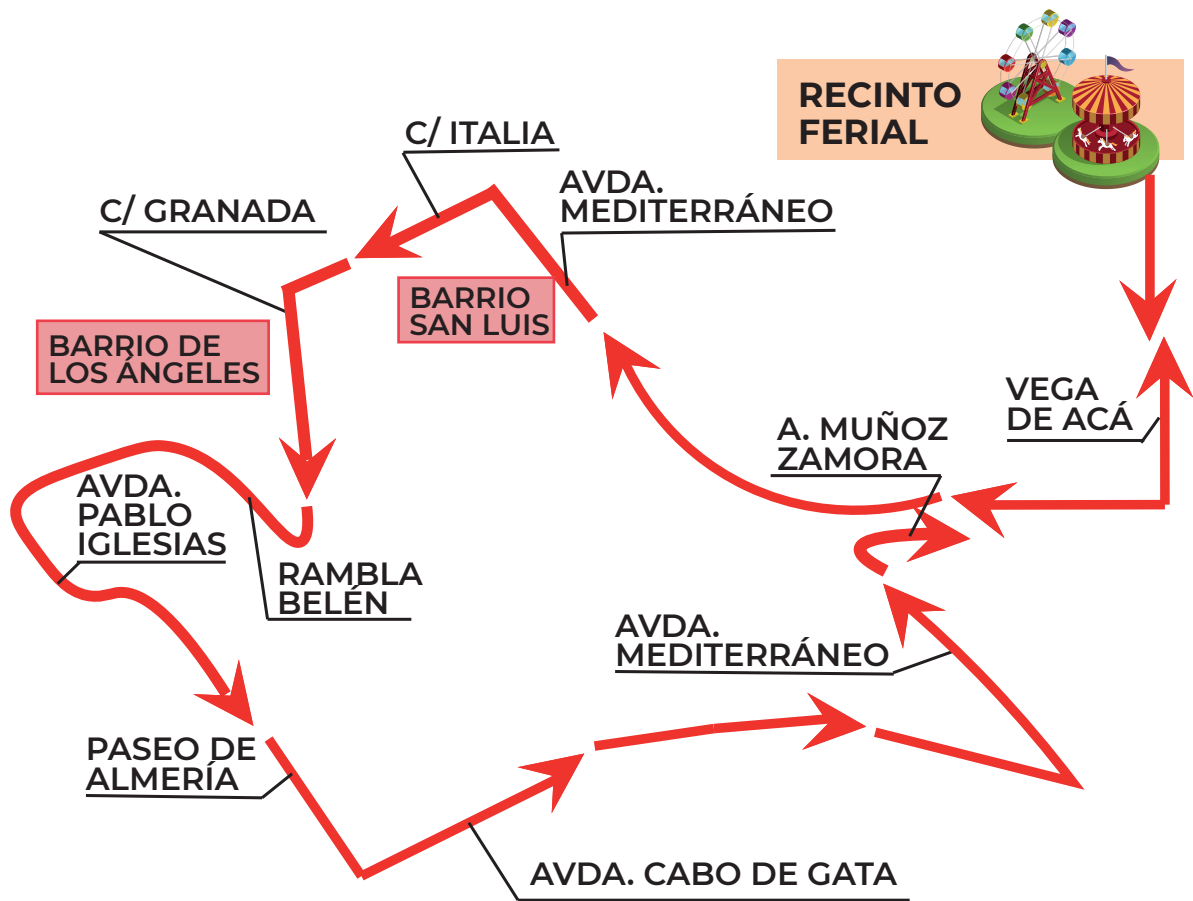 RECINTO
FERIAL
C/ ITALIA
AVDA.
MEDITERRÁNEO
C/ GRANADA
BARRIO
SAN LUIS
BARRIO DE
LOS ÁNGELES
VEGA
DE ACÁ
A. MUÑOZ
ZAMORA
AVDA.
PABLO
IGLESIAS
RAMBLA
BELÉN
AVDA.
MEDITERRÁNEO
PASEO DE
ALMERÍA
AVDA. CABO DE GATA